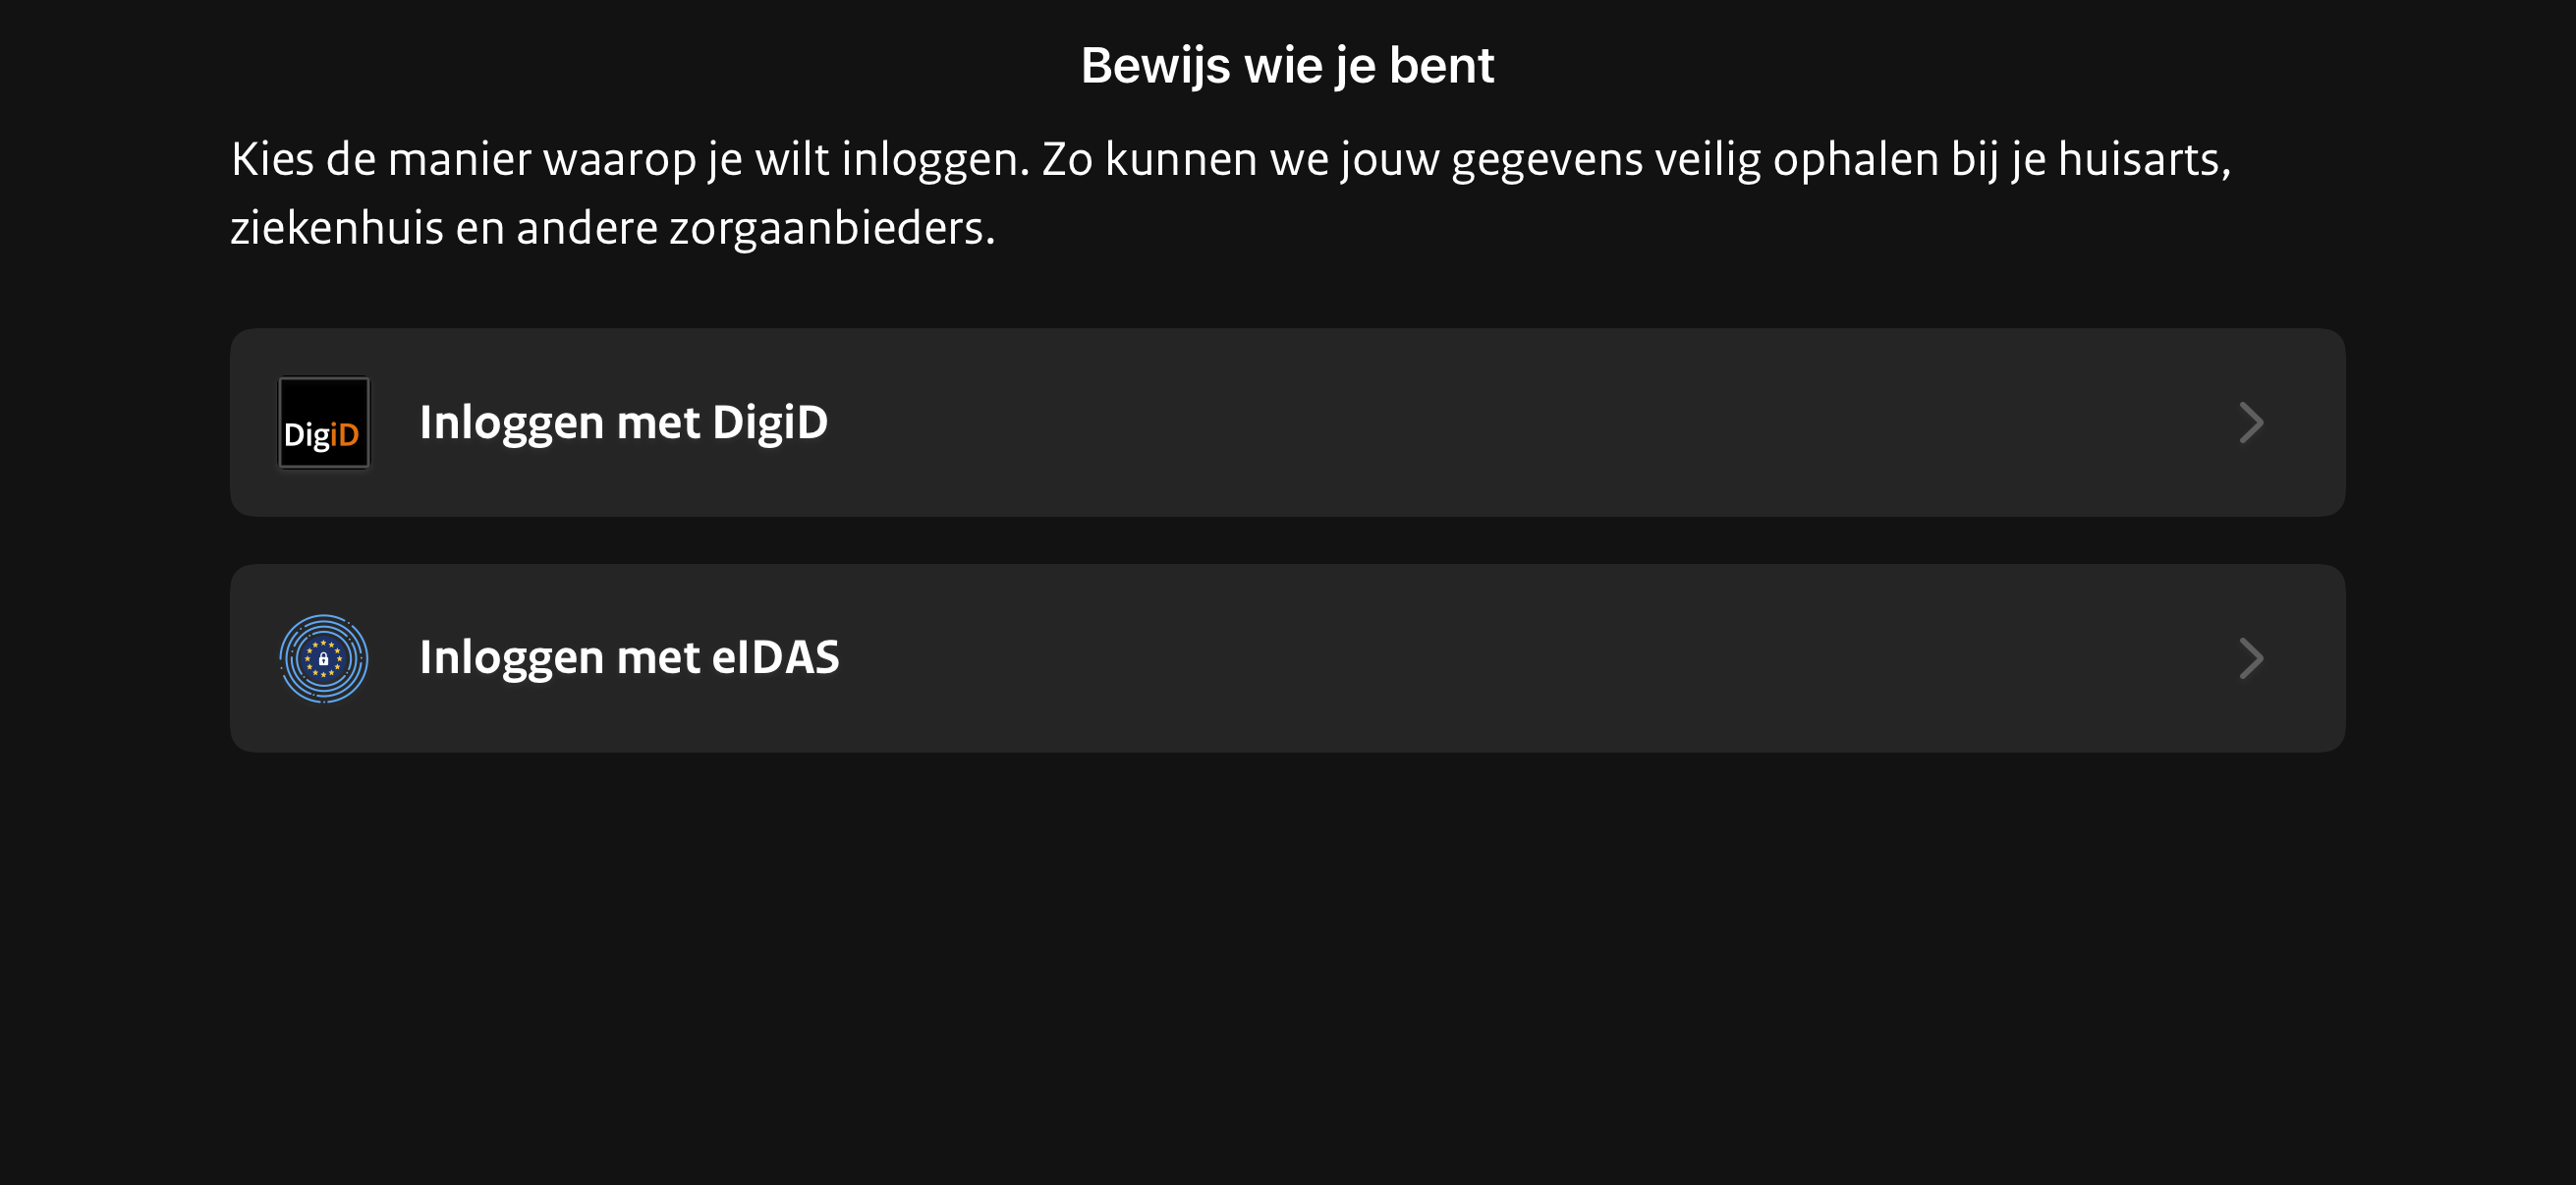 Bewijs wie je bent
Kies de manier waarop je wilt inloggen. Zo kunnen we jouw gegevens veilig ophalen bij je huisarts,
ziekenhuis en andere zorgaanbieders.
DigiD
Inloggen met DigiD
Inloggen met eIDAS